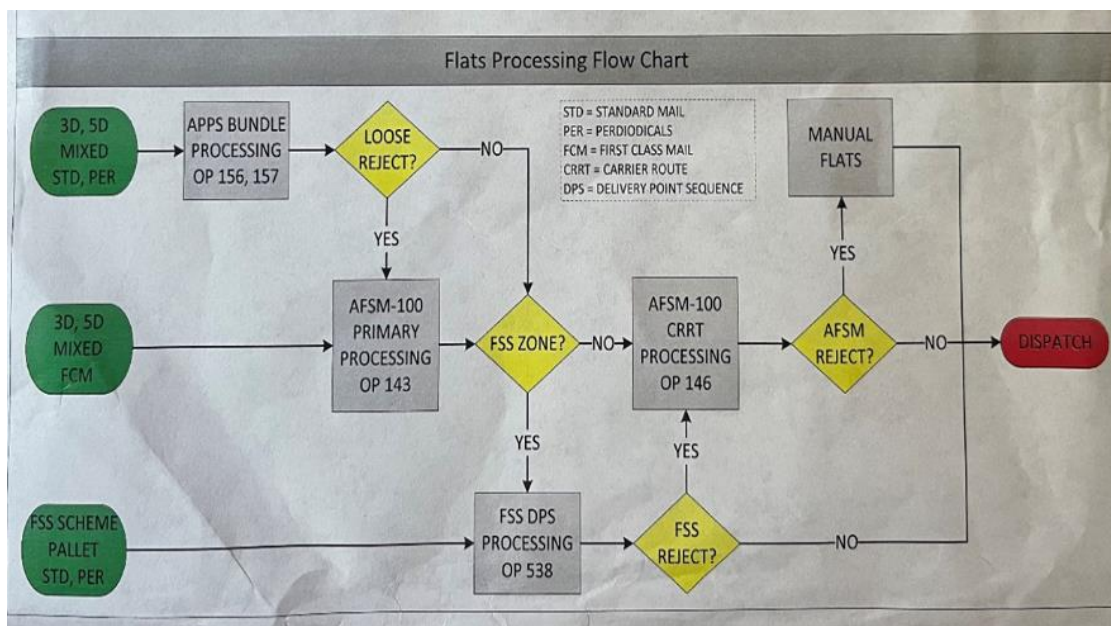 Flats Processing Flow Chart
3D, 5D
MIXED
STD, PER
APPS BUNDLE
PROCESSING
OP 156, 157
LOOSE
REJECT?
NO
STD = STANDARD MAIL
PER = PERDIODICALS
FCM = FIRST CLASS MAIL
CRRT = CARRIER ROUTE
DPS = DELIVERY POINT SEQUENCE
MANUAL
FLATS
YES
YES
3D, 5D
MIXED
FCM
AFSM-100
PRIMARY
PROCESSING
OP 143
FSS ZONE?
NO
AFSM-100
CRRT
PROCESSING
OP 146
AFSM
REJECT?
NO
DISPATCH
YES
YES
FSS SCHEME
PALLET
STD, PER
FSS DPS
PROCESSING
OP 538
FSS
REJECT?
NO